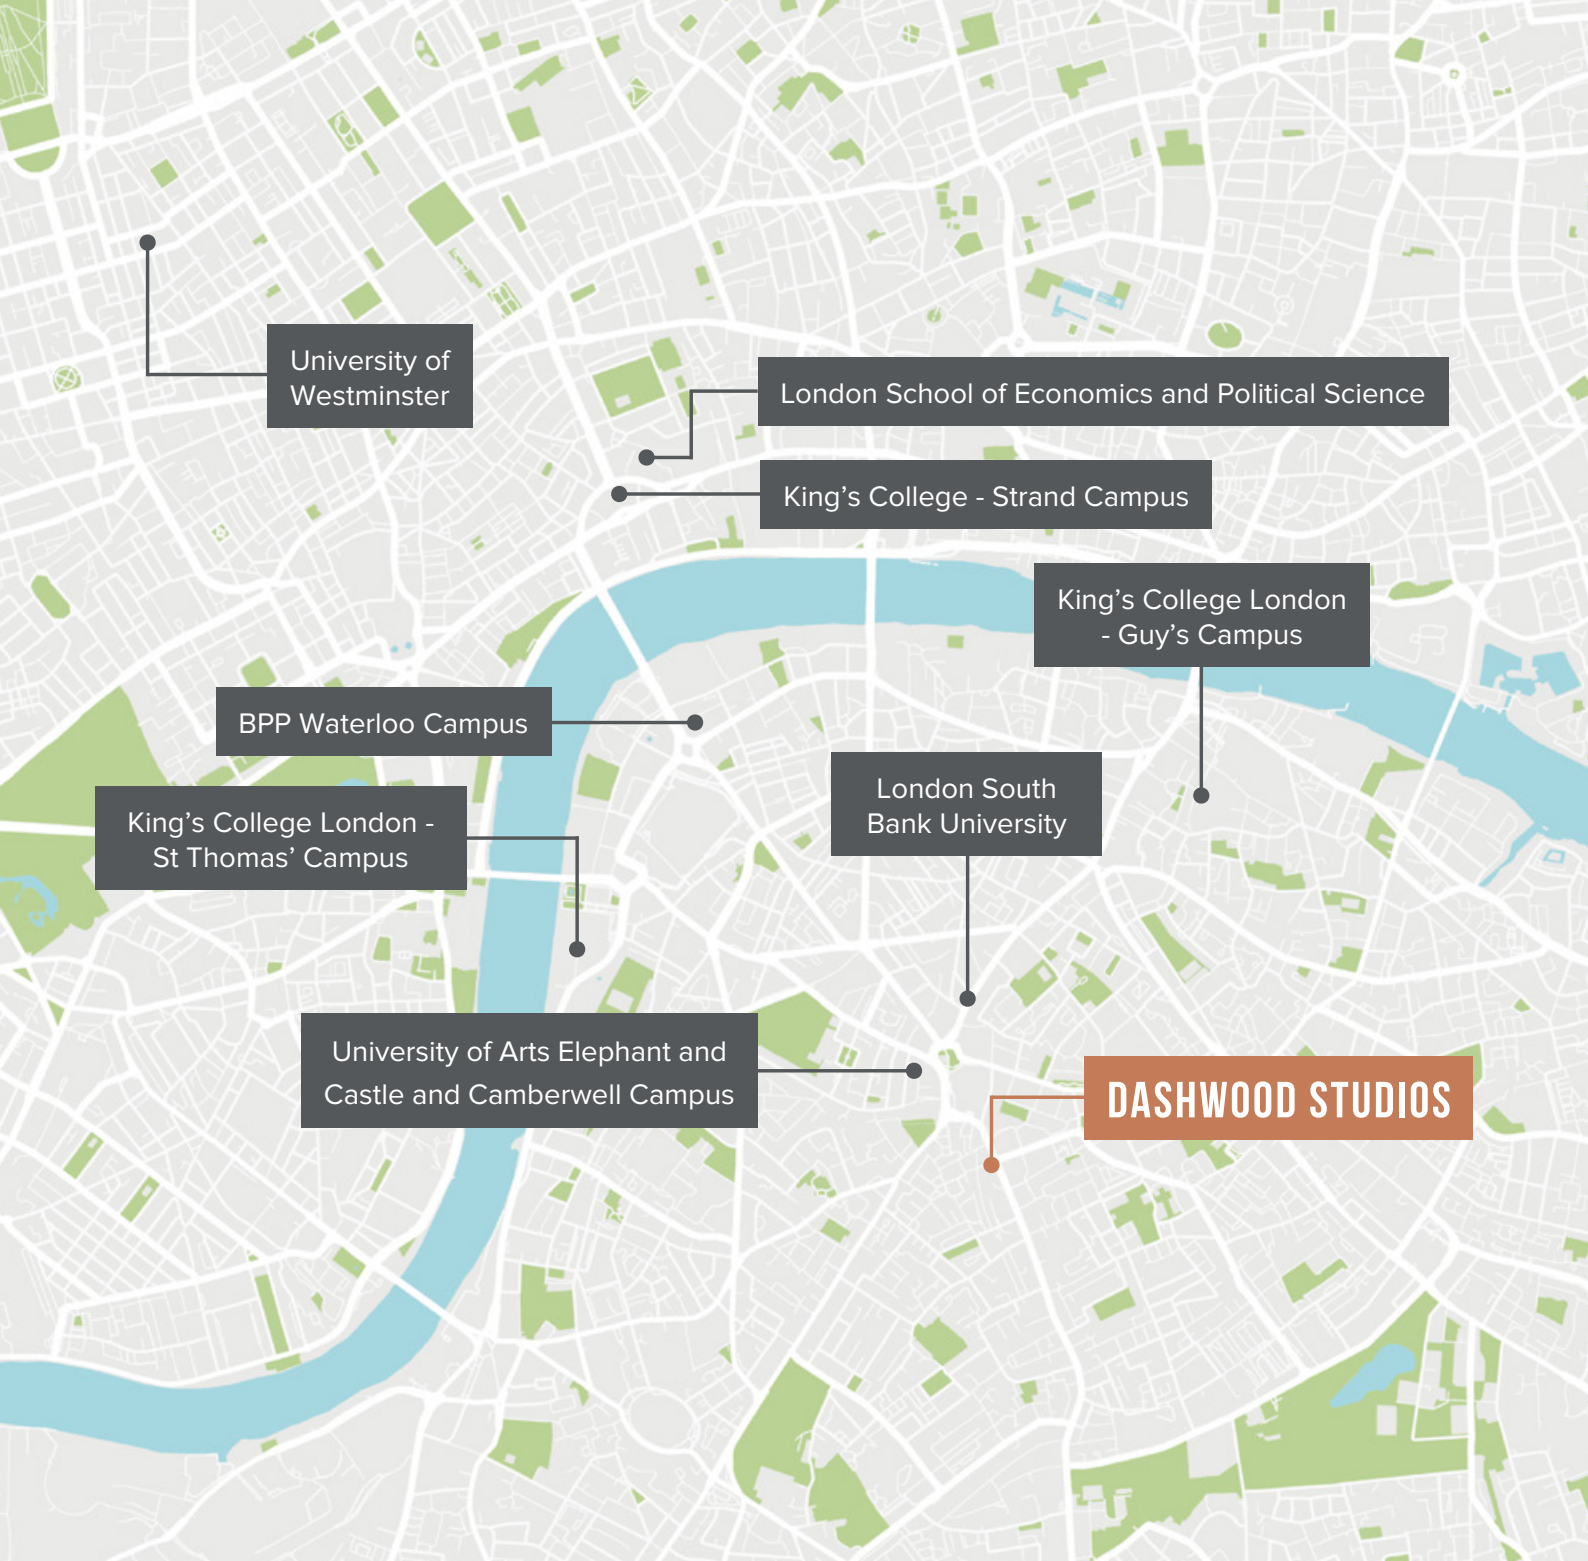 University of
Westminster
London School of Economics and Political Science
King’s College - Strand Campus
King’s College London
- Guy’s Campus
BPP Waterloo Campus
London South
Bank University
King’s College London -
St Thomas’ Campus
University of Arts Elephant and
Castle and Camberwell Campus
DASHWOOD STUDIOS